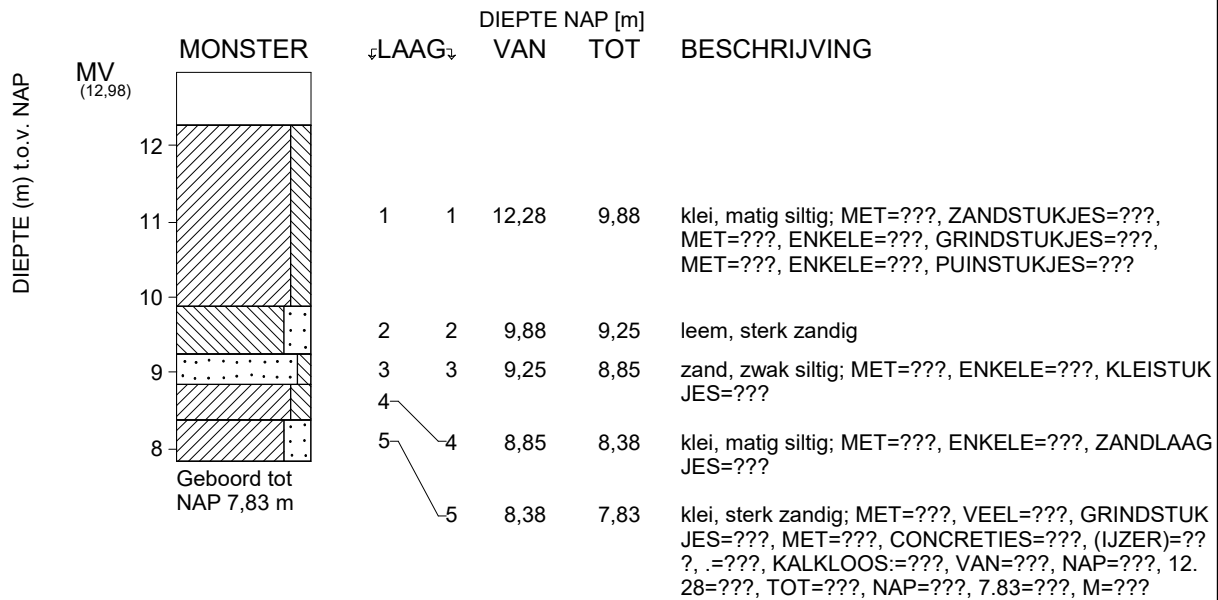 DIEPTE NAP [m]
MONSTER LAAG VAN TOT BESCHRIJVING
MV
(12,98)
DIEPTE (m) t.o.v. NAP
12
11
10
9
8
1 1 12,28 9,88 klei, matig siltig; MET=???, ZANDSTUKJES=???,
MET=???, ENKELE=???, GRINDSTUKJES=???,
MET=???, ENKELE=???, PUINSTUKJES=???
2 2 9,88 9,25 leem, sterk zandig
3 3 9,25 8,85 zand, zwak siltig; MET=???, ENKELE=???, KLEISTUK
JES=???
4
5 4 8,85 8,38 klei, matig siltig; MET=???, ENKELE=???, ZANDLAAG
JES=???
Geboord tot
NAP 7,83 m
5 8,38 7,83 klei, sterk zandig; MET=???, VEEL=???, GRINDSTUK
JES=???, MET=???, CONCRETIES=???, (IJZER)=??
?, .=???, KALKLOOS:=???, VAN=???, NAP=???, 12.
28=???, TOT=???, NAP=???, 7.83=???, M=???